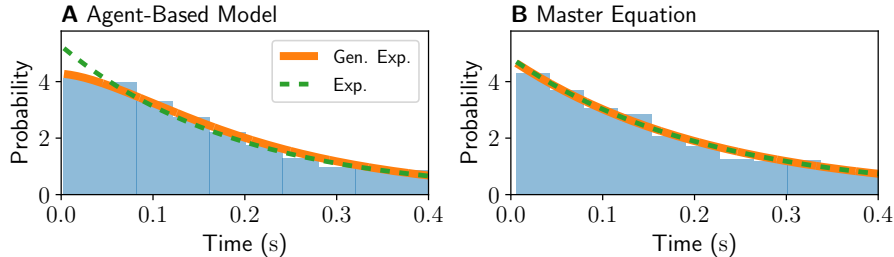 A Agent-Based Model
Probability
4
2
0
0.0 0.1 0.2 0.3 0.4
Time (s)
Gen. Exp.
Exp.
B Master Equation
Probability
4
2
0
0.0 0.1 0.2 0.3 0.4
Time (s)